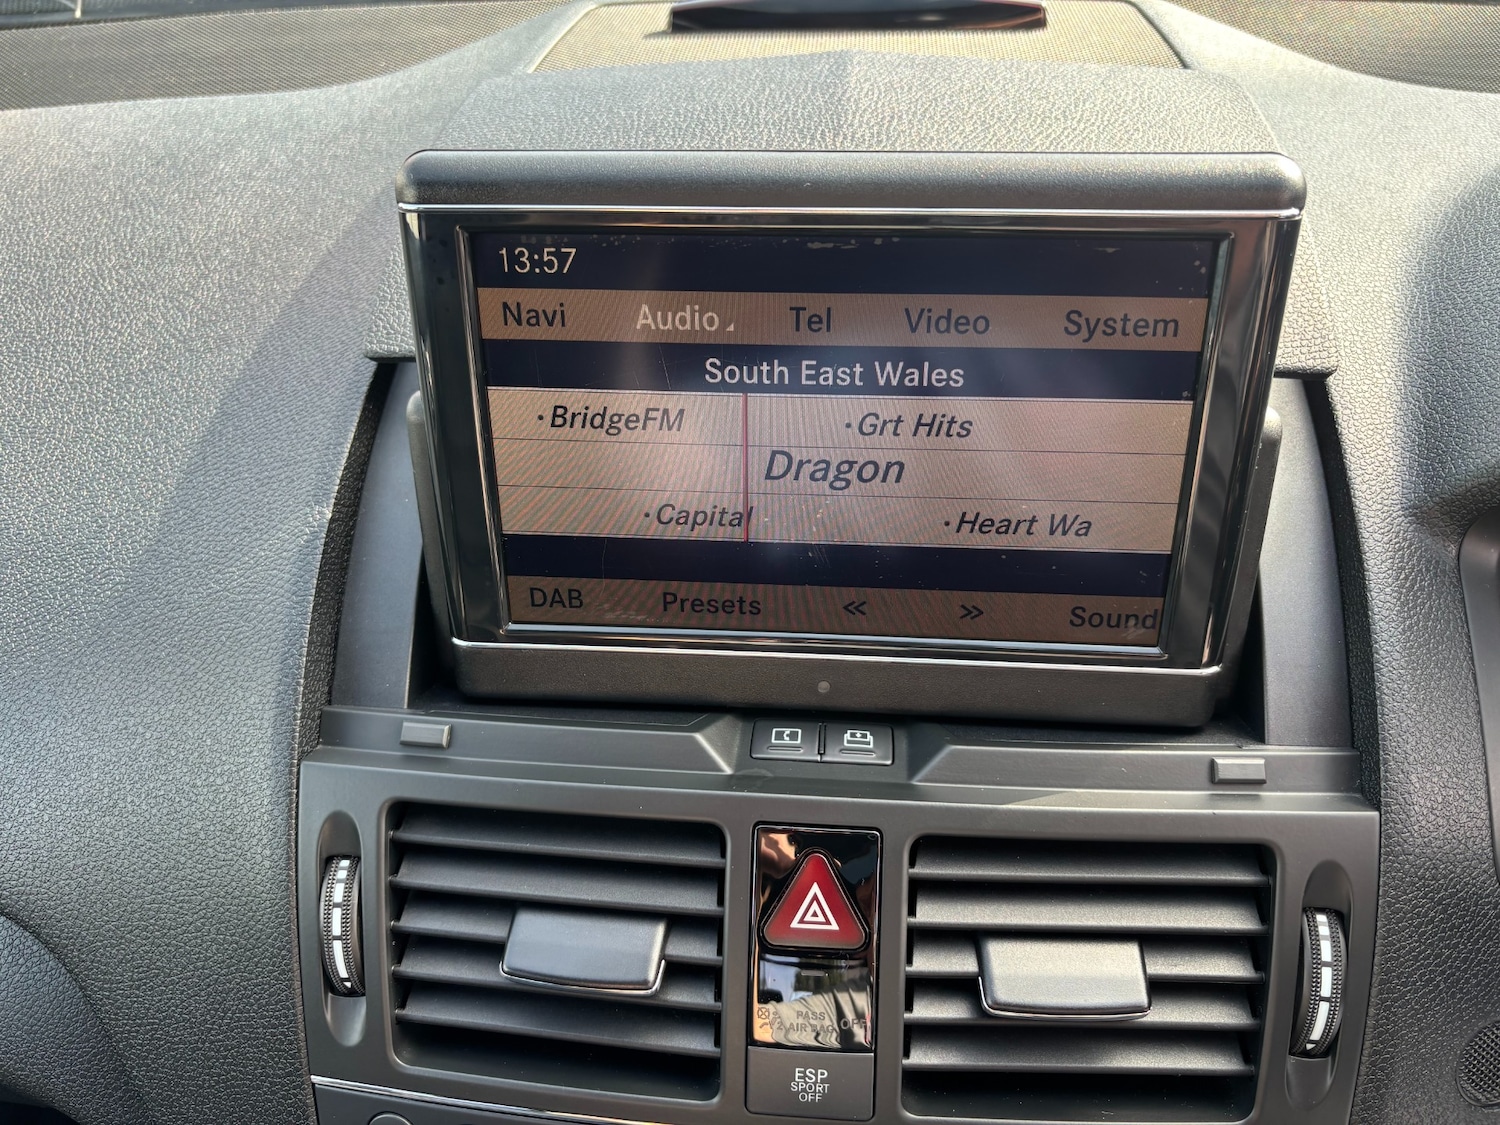 13:57
Navi Audio Tel Video System
South East Wales
·BridgeFM ·Grt Hits
Dragon
·Capital ·Heart Wa
DAB Presets << >> Sound
PASS
AIR BAG OFF
ESP
SPORT
OFF